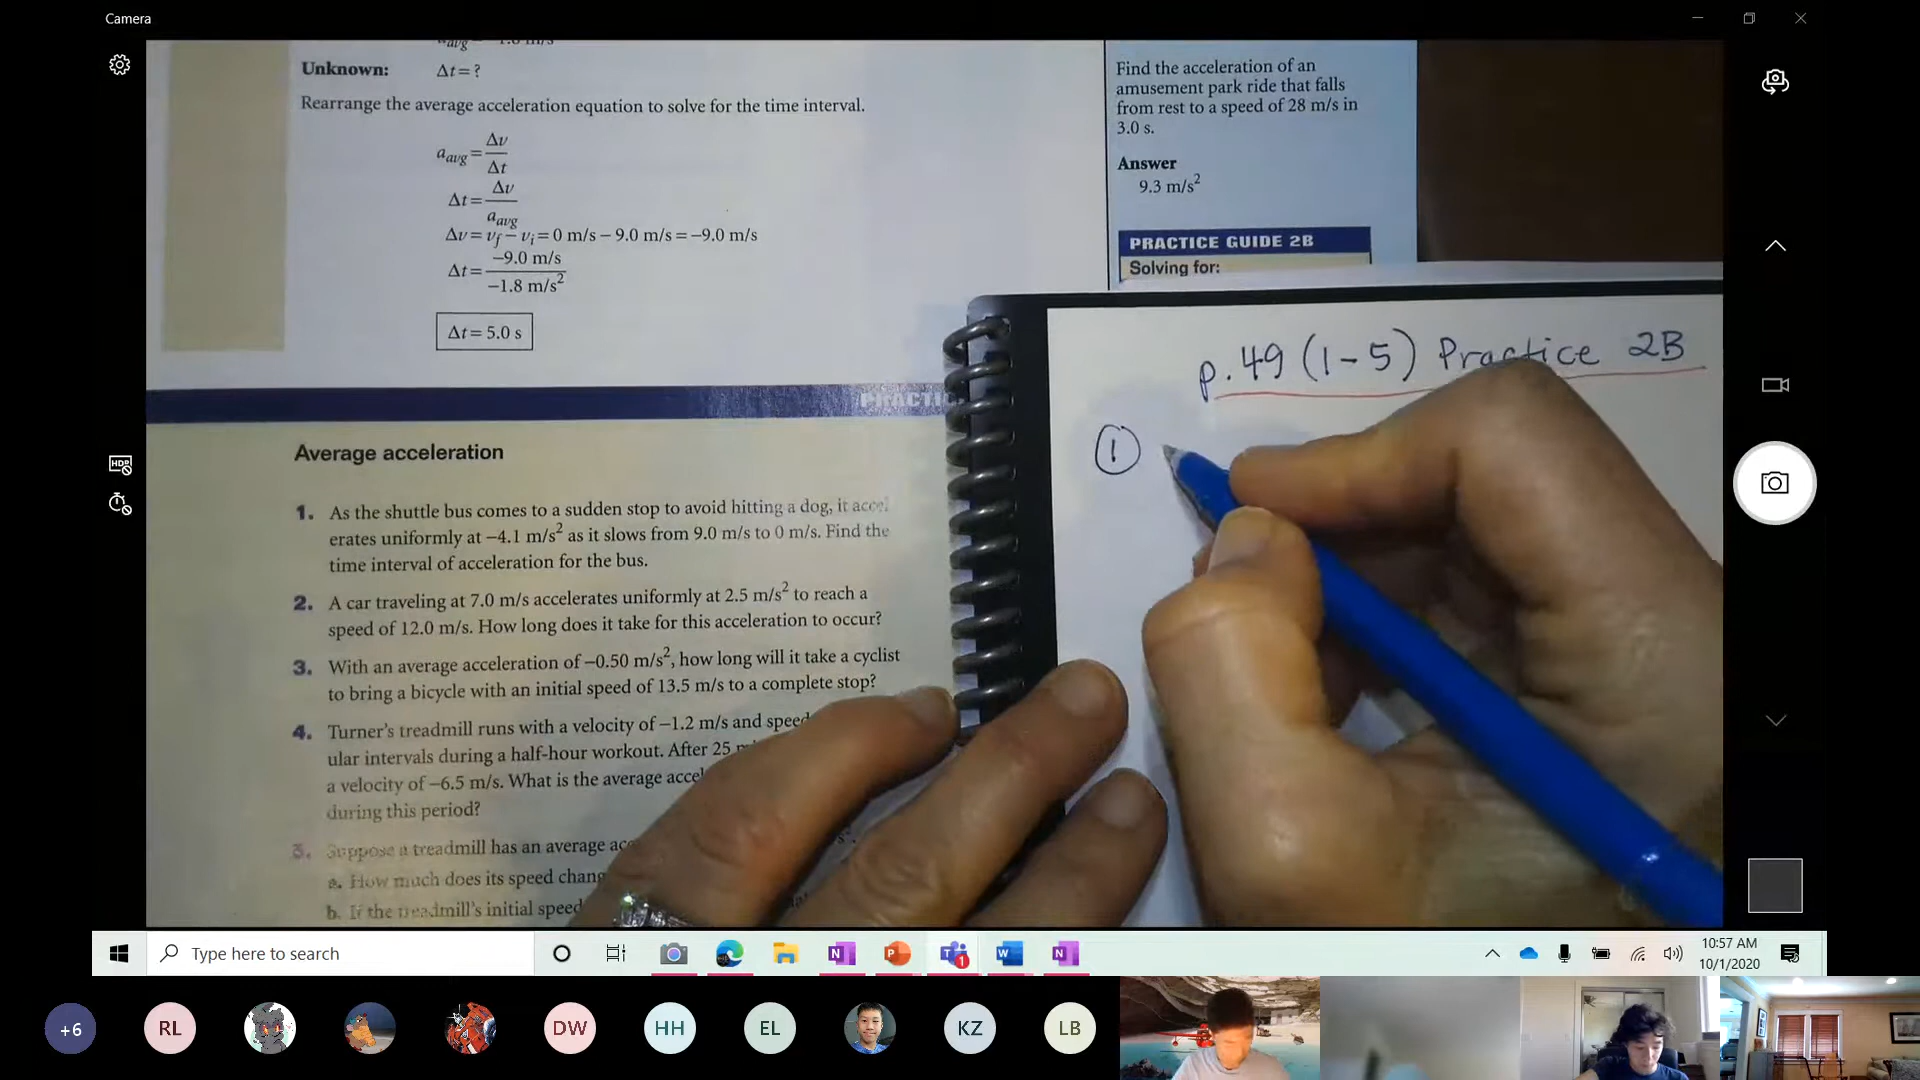 Camera
Unknown: Δt = ?
Rearrange the average acceleration equation to solve for the time interval.
a_avg = Δv/Δt
Δt = Δv/a_avg
Δv = v_f − v_i = 0 m/s − 9.0 m/s = −9.0 m/s
Δt = −9.0 m/s / −1.8 m/s²
Δt = 5.0 s
Find the acceleration of an
amusement park ride that falls
from rest to a speed of 28 m/s in
3.0 s.
Answer
9.3 m/s²
PRACTICE GUIDE 2B
Solving for:
Average acceleration
1. As the shuttle bus comes to a sudden stop to avoid hitting a dog, it accel
erates uniformly at −4.1 m/s² as it slows from 9.0 m/s to 0 m/s. Find the
time interval of acceleration for the bus.
2. A car traveling at 7.0 m/s accelerates uniformly at 2.5 m/s² to reach a
speed of 12.0 m/s. How long does it take for this acceleration to occur?
3. With an average acceleration of −0.50 m/s², how long will it take a cyclist
to bring a bicycle with an initial speed of 13.5 m/s to a complete stop?
4. Turner's treadmill runs with a velocity of −1.2 m/s and speed
ular intervals during a half-hour workout. After 25
a velocity of −6.5 m/s. What is the average accel
during this period?
5. Suppose a treadmill has an average acc
a. How much does its speed chang
b. If the treadmill's initial speed
p.49 (1-5) Practice 2B
1
Type here to search
10:57 AM
10/1/2020
+6
RL
DW
HH
EL
KZ
LB